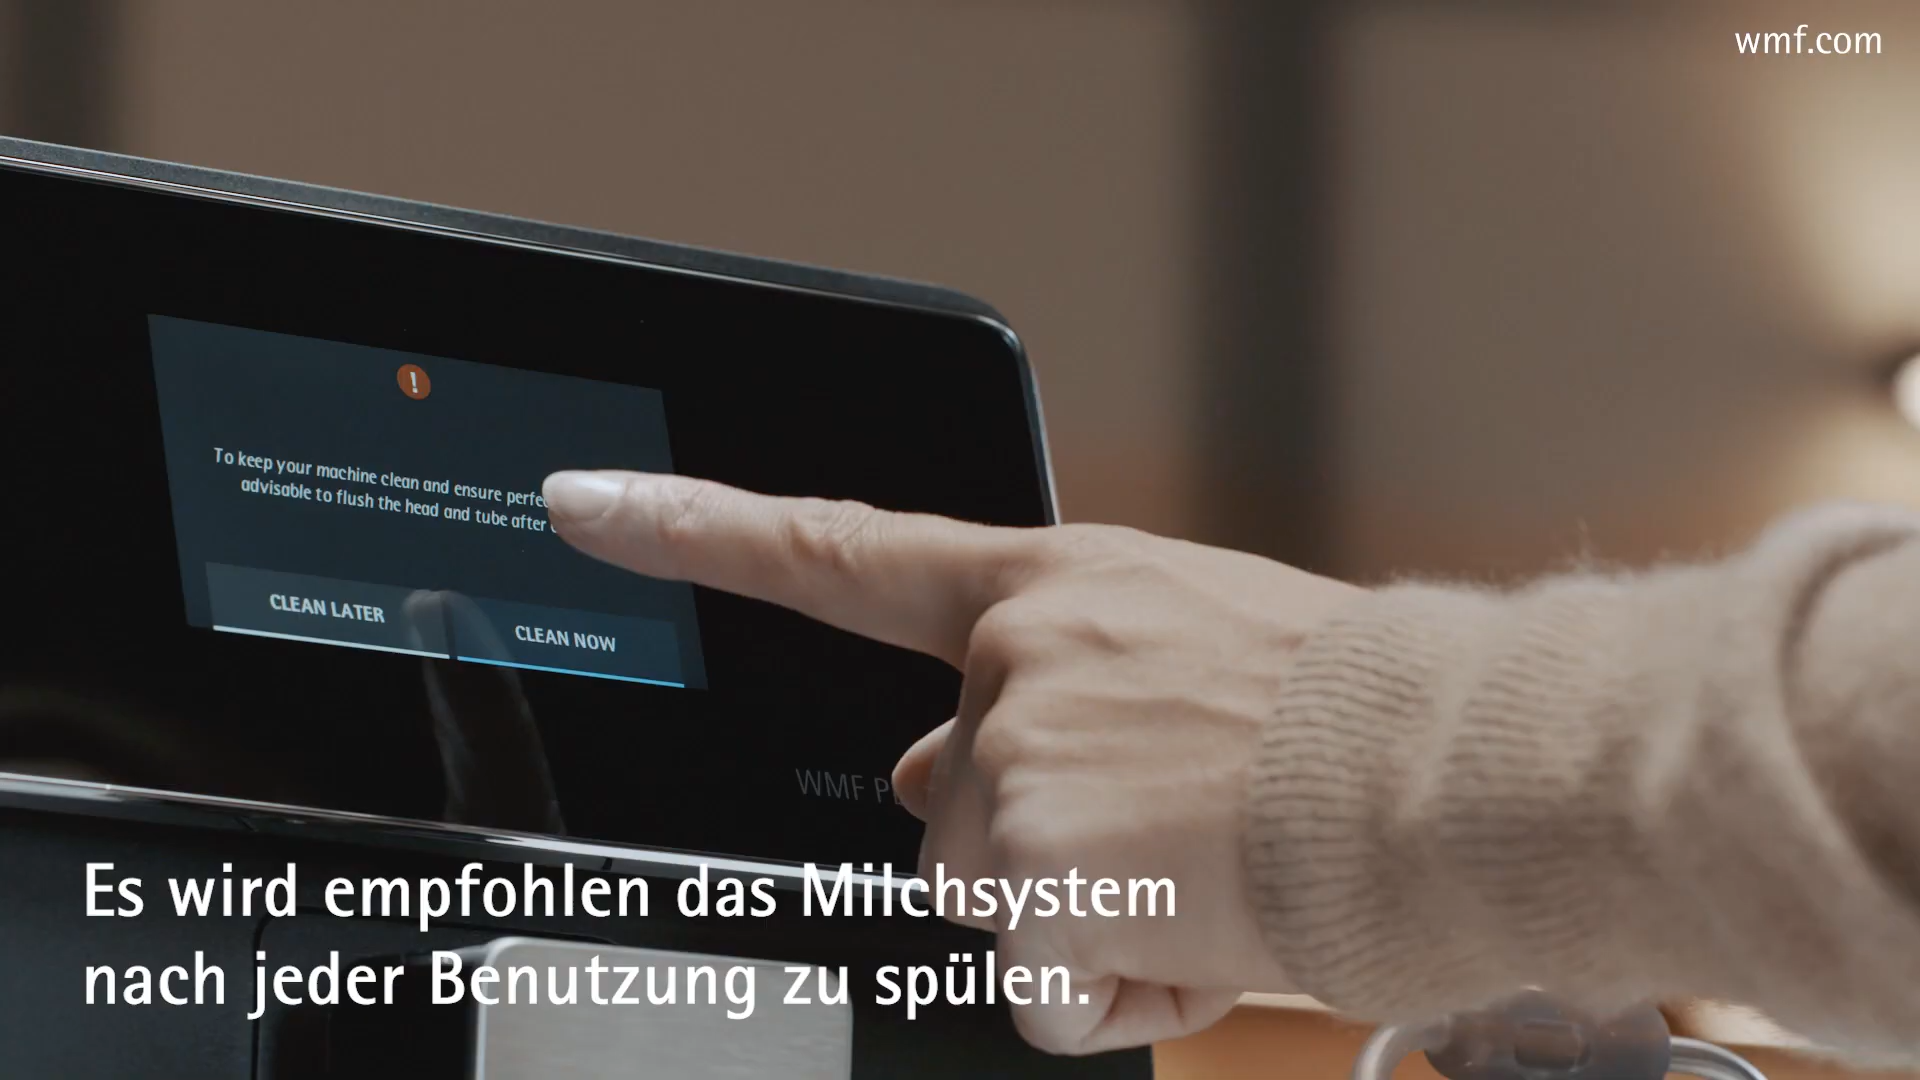 wmf.com
!
To keep your machine clean and ensure
advisable to flush the head and tube after
CLEAN LATER
CLEAN NOW
WMF
Es wird empfohlen das Milchsystem
nach jeder Benutzung zu spülen.